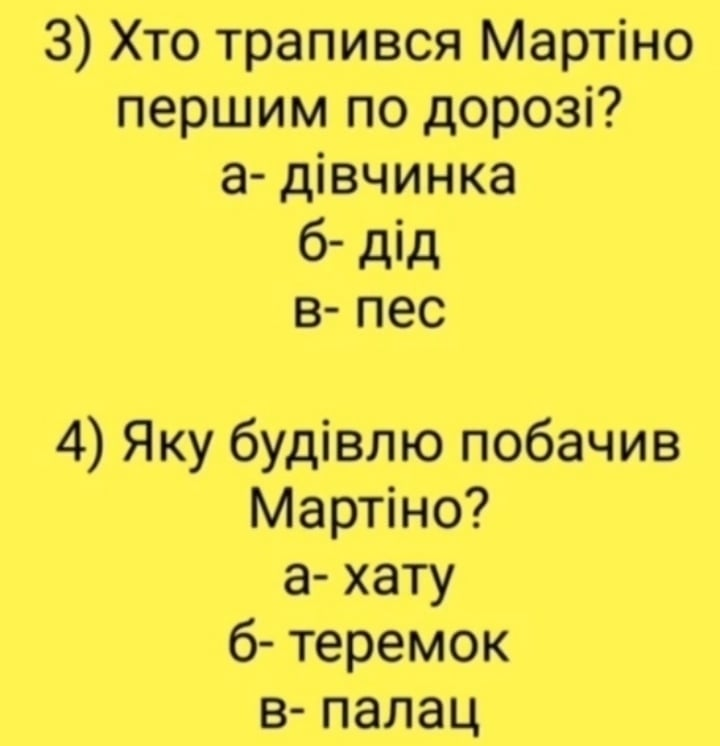 3) Хто трапився Мартіно
першим по дорозі?
а- дівчинка
б- дід
в- пес
4) Яку будівлю побачив
Мартіно?
а- хату
б- теремок
в- палац